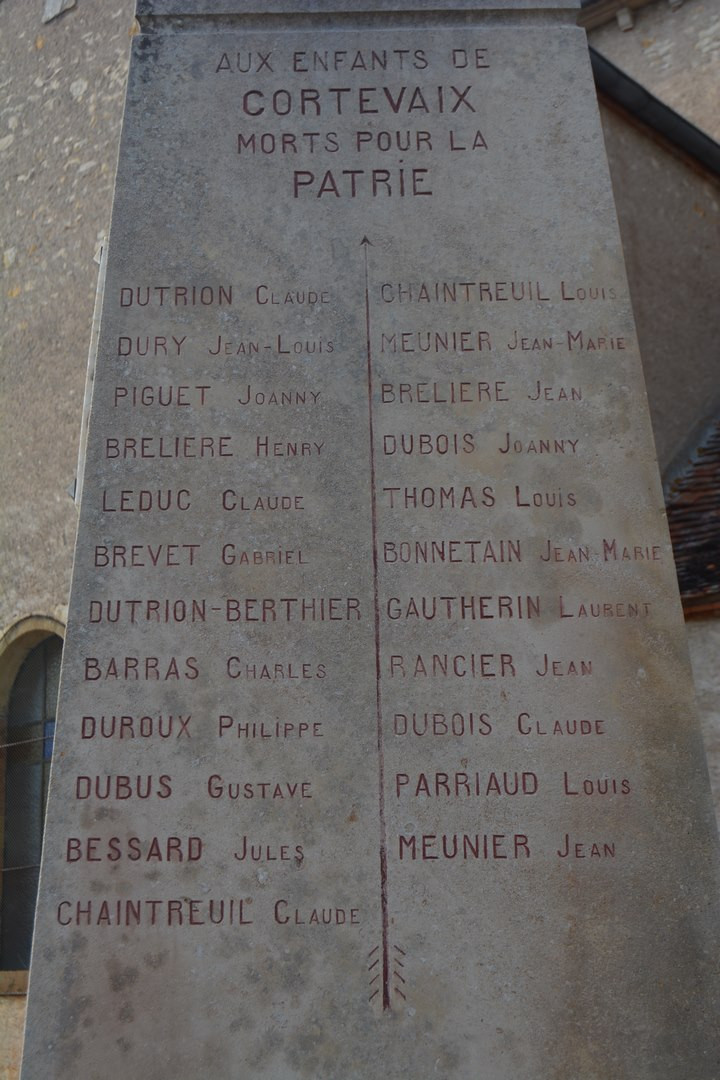 AUX ENFANTS DE
CORTEVAIX
MORTS POUR LA
PATRIE
DUTRION CLAUDE
DURY JEAN-LOUIS
PIGUET JOANNY
BRELIERE HENRY
LEDUC CLAUDE
BREVET GABRIEL
DUTRION-BERTHIER
BARRAS CHARLES
DUROUX PHILIPPE
DUBUS GUSTAVE
BESSARD JULES
CHAINTREUIL CLAUDE
CHAINTREUIL LOUIS
MEUNIER JEAN-MARIE
BRELIERE JEAN
DUBOIS JOANNY
THOMAS LOUIS
BONNETAIN JEAN-MARIE
GAUTHERIN LAURENT
RANCIER JEAN
DUBOIS CLAUDE
PARRIAUD LOUIS
MEUNIER JEAN